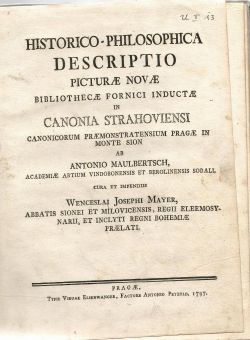 U I 13
HISTORICO-PHILOSOPHICA
DESCRIPTIO
PICTURÆ NOVÆ
BIBLIOTHECÆ FORNICI INDUCTÆ
IN
CANONIA STRAHOVIENSI
CANONICORUM PRÆMONSTRATENSIUM PRAGÆ IN
MONTE SION
AB
ANTONIO MAULBERTSCH,
ACADEMIÆ ARTIUM VINDOBONENSIS ET BEROLINENSIS SODALI.
CURA ET IMPENDIIS
WENCESLAI JOSEPHI MAYER,
ABBATIS SIONEI ET MILOVICENSIS, REGII ELEEMOSY-
NARII, ET INCLYTI REGNI BOHEMIÆ
PRÆLATI.
PRAGÆ,
TYPIS VIDUÆ ELSENWANGER, FACTORE ANTONIO PETZOLD, 1797.